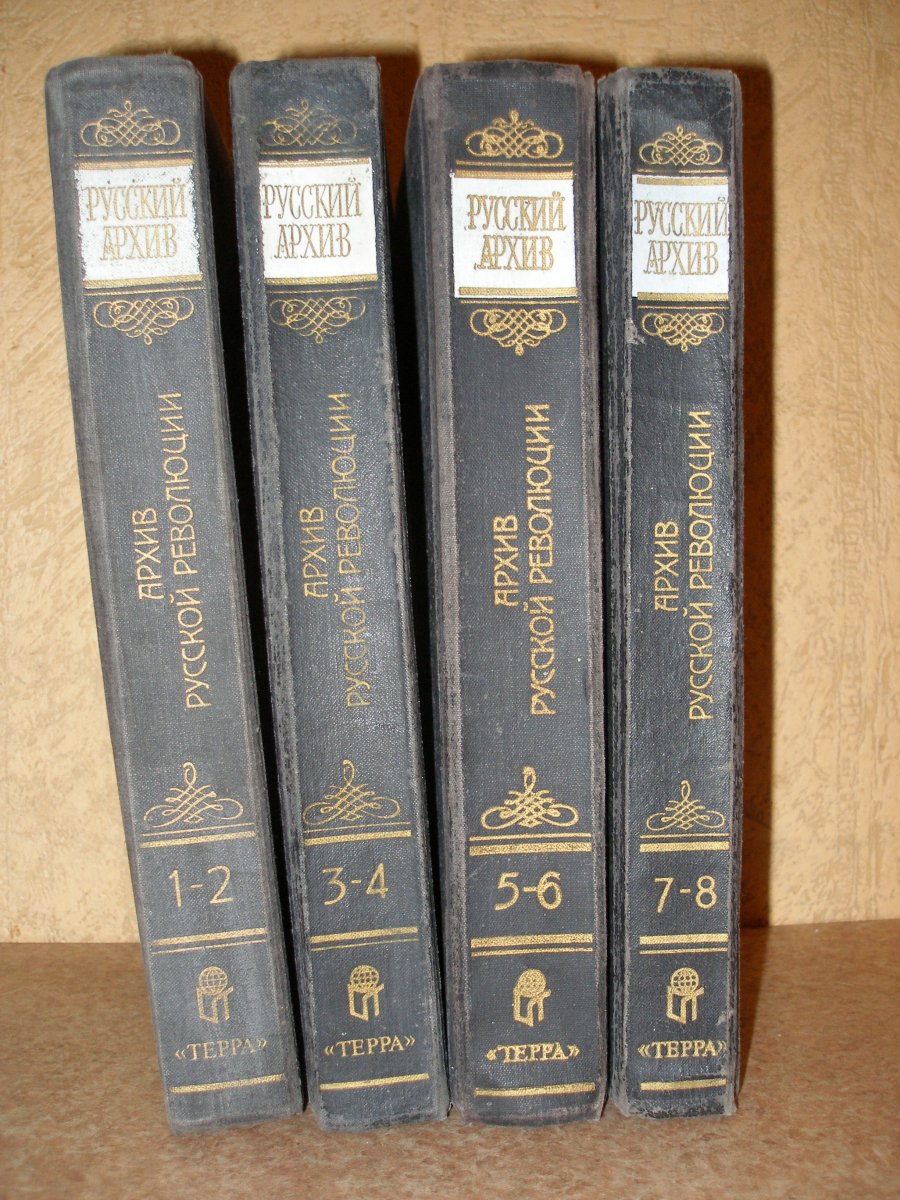 РУССКИЙ
АРХИВ
АРХИВ
РУССКОЙ РЕВОЛЮЦИИ
1-2
«ТЕРРА»
РУССКИЙ
АРХИВ
АРХИВ
РУССКОЙ РЕВОЛЮЦИИ
3-4
«ТЕРРА»
РУССКИЙ
АРХИВ
АРХИВ
РУССКОЙ РЕВОЛЮЦИИ
5-6
«ТЕРРА»
РУССКИЙ
АРХИВ
АРХИВ
РУССКОЙ РЕВОЛЮЦИИ
7-8
«ТЕРРА»